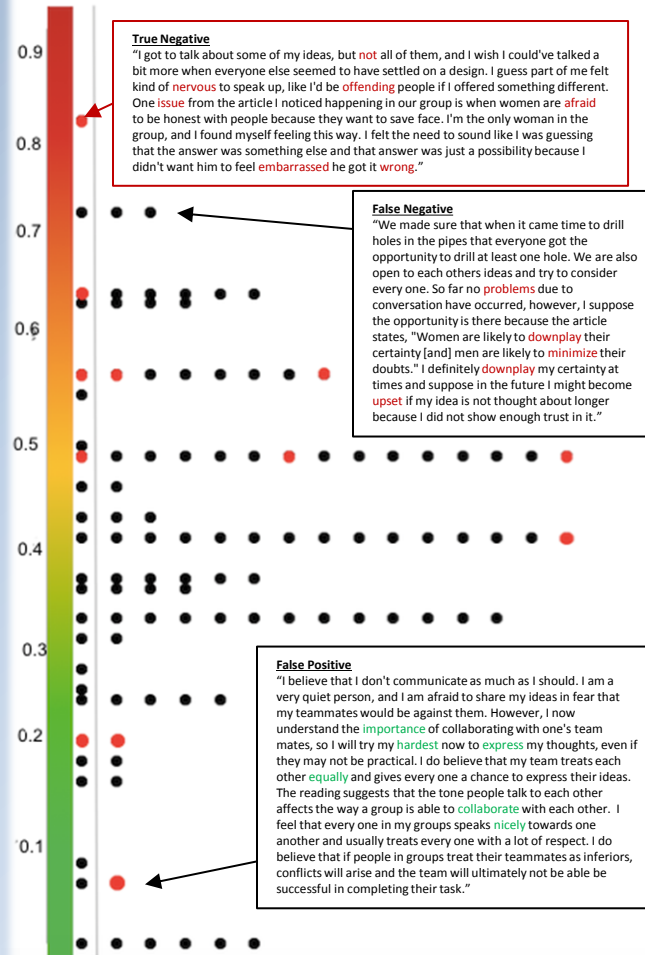 0.9
0.8
0.7
0.6
0.5
0.4
0.3
0.2
0.1
True Negative
“I got to talk about some of my ideas, but not all of them, and I wish I could've talked a
bit more when everyone else seemed to have settled on a design. I guess part of me felt
kind of nervous to speak up, like I'd be offending people if I offered something different.
One issue from the article I noticed happening in our group is when women are afraid
to be honest with people because they want to save face. I'm the only woman in the
group, and I found myself feeling this way. I felt the need to sound like I was guessing
that the answer was something else and that answer was just a possibility because I
didn't want him to feel embarrassed he got it wrong.”
False Negative
“We made sure that when it came time to drill
holes in the pipes that everyone got the
opportunity to drill at least one hole. We are also
open to each others ideas and try to consider
every one. So far no problems due to
conversation have occurred, however, I suppose
the opportunity is there because the article
states, "Women are likely to downplay their
certainty [and] men are likely to minimize their
doubts." I definitely downplay my certainty at
times and suppose in the future I might become
upset if my idea is not thought about longer
because I did not show enough trust in it.”
False Positive
“I believe that I don't communicate as much as I should. I am a
very quiet person, and I am afraid to share my ideas in fear that
my teammates would be against them. However, I now
understand the importance of collaborating with one's team
mates, so I will try my hardest now to express my thoughts, even if
they may not be practical. I do believe that my team treats each
other equally and gives every one a chance to express their ideas.
The reading suggests that the tone people talk to each other
affects the way a group is able to collaborate with each other. I
feel that every one in my groups speaks nicely towards one
another and usually treats every one with a lot of respect. I do
believe that if people in groups treat their teammates as inferiors,
conflicts will arise and the team will ultimately not be able be
successful in completing their task.”